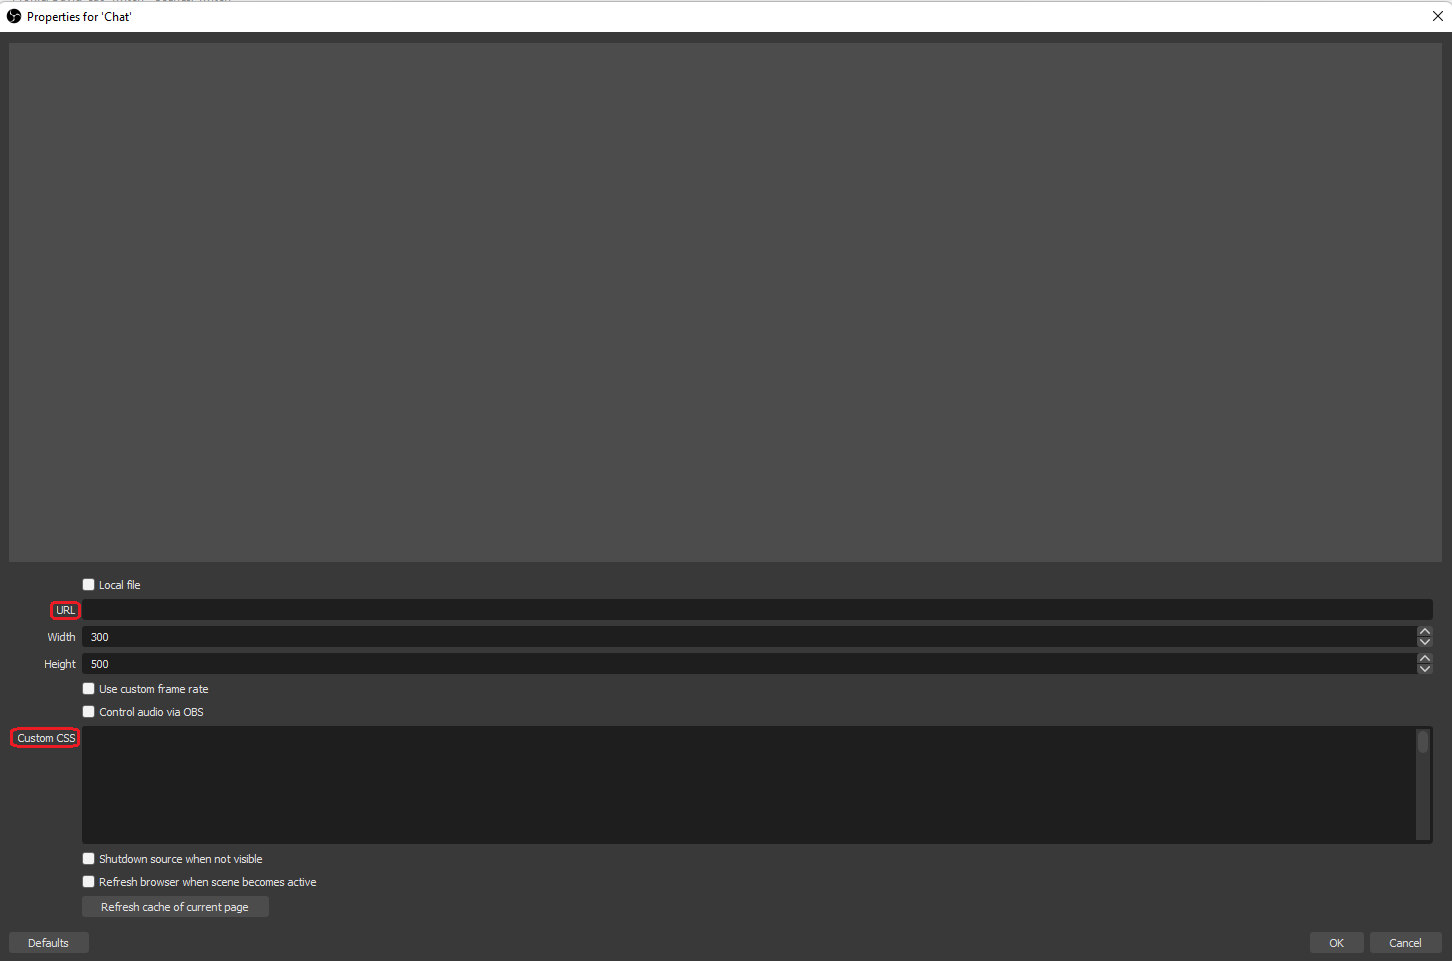 Properties for 'Chat'
Local file
URL
Width 300
Height 500
Use custom frame rate
Control audio via OBS
Custom CSS
Shutdown source when not visible
Refresh browser when scene becomes active
Refresh cache of current page
Defaults OK Cancel